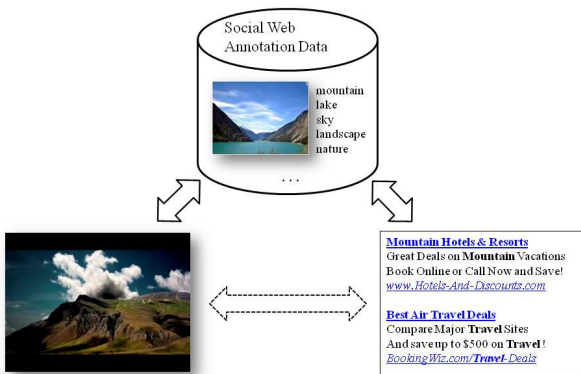 Social Web
Annotation Data
mountain
lake
sky
landscape
nature
...
Mountain Hotels & Resorts
Great Deals on Mountain Vacations
Book Online or Call Now and Save!
www.Hotels-And-Discounts.com
Best Air Travel Deals
Compare Major Travel Sites
And save up to $500 on Travel!
BookingWiz.com/Travel-Deals